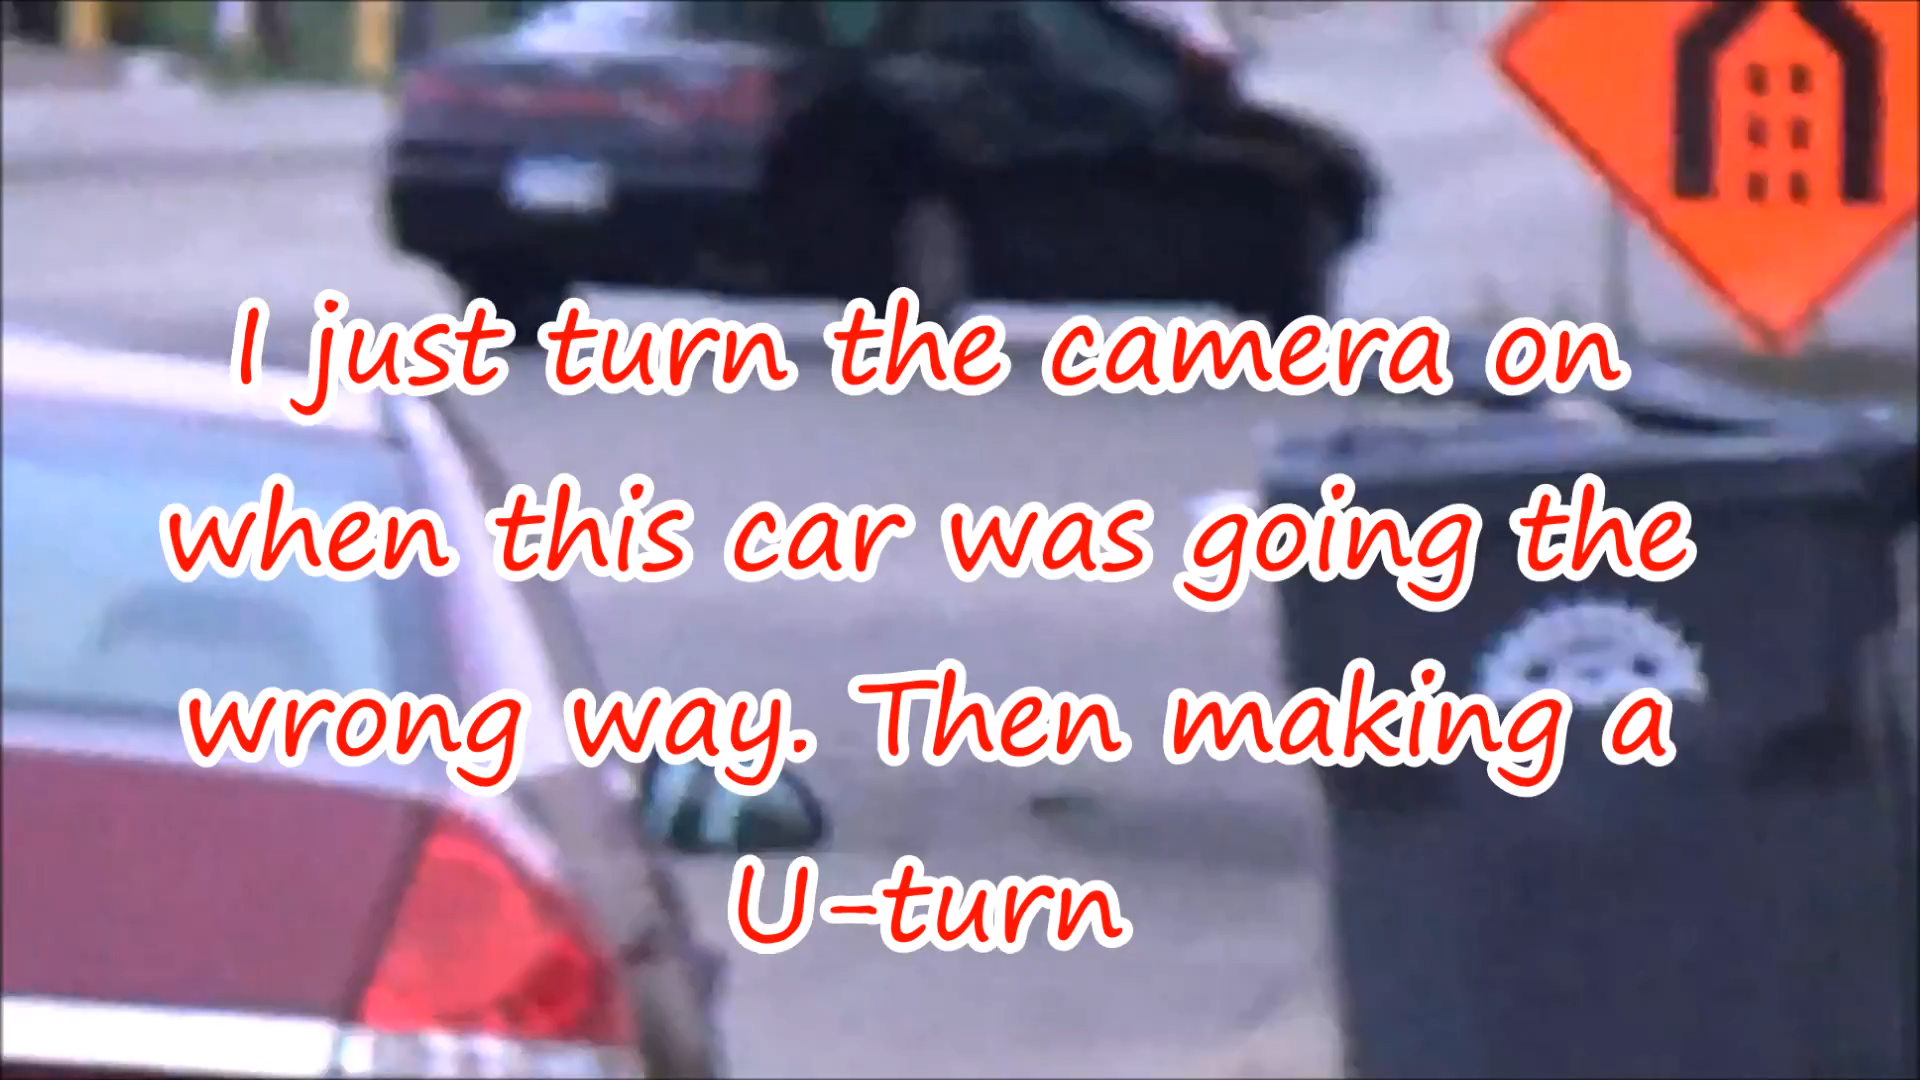 I just turn the camera on
when this car was going the
wrong way. Then making a
U-turn